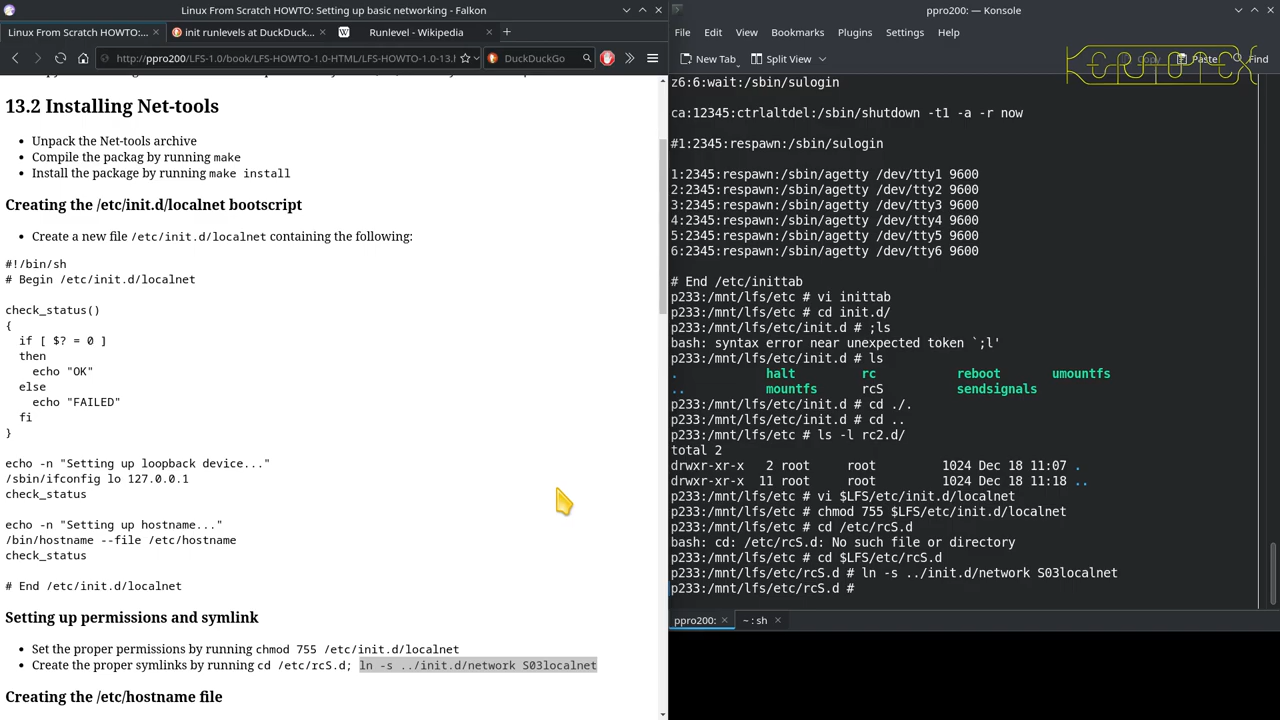 Linux From Scratch HOWTO: Setting up basic networking - Falkon
Linux From Scratch HOWTO:...
init runlevels at DuckDuck...
Runlevel - Wikipedia
http://ppro200/LFS-1.0/book/LFS-HOWTO-1.0-HTML/LFS-HOWTO-1.0-13.h
DuckDuckGo
13.2 Installing Net-tools
Unpack the Net-tools archive
Compile the packag by running make
Install the package by running make install
Creating the /etc/init.d/localnet bootscript
Create a new file /etc/init.d/localnet containing the following:
#!/bin/sh
# Begin /etc/init.d/localnet
check_status()
{
if [ $? = 0 ]
then
echo "OK"
else
echo "FAILED"
fi
}
echo -n "Setting up loopback device..."
/sbin/ifconfig lo 127.0.0.1
check_status
echo -n "Setting up hostname..."
/bin/hostname --file /etc/hostname
check_status
# End /etc/init.d/localnet
Setting up permissions and symlink
Set the proper permissions by running chmod 755 /etc/init.d/localnet
Create the proper symlinks by running cd /etc/rcS.d; ln -s ../init.d/network S03localnet
Creating the /etc/hostname file
ppro200: — Konsole
File Edit View Bookmarks Plugins Settings Help
New Tab Split View Copy Paste Find
z6:6:wait:/sbin/sulogin
ca:12345:ctrlaltdel:/sbin/shutdown -t1 -a -r now
#1:2345:respawn:/sbin/sulogin
1:2345:respawn:/sbin/agetty /dev/tty1 9600
2:2345:respawn:/sbin/agetty /dev/tty2 9600
3:2345:respawn:/sbin/agetty /dev/tty3 9600
4:2345:respawn:/sbin/agetty /dev/tty4 9600
5:2345:respawn:/sbin/agetty /dev/tty5 9600
6:2345:respawn:/sbin/agetty /dev/tty6 9600
# End /etc/inittab
p233:/mnt/lfs/etc # vi inittab
p233:/mnt/lfs/etc # cd init.d/
p233:/mnt/lfs/etc/init.d # ;ls
bash: syntax error near unexpected token `;l'
p233:/mnt/lfs/etc/init.d # ls
. halt rc reboot umountfs
.. mountfs rcS sendsignals
p233:/mnt/lfs/etc/init.d # cd ./.
p233:/mnt/lfs/etc/init.d # cd ..
p233:/mnt/lfs/etc # ls -l rc2.d/
total 2
drwxr-xr-x 2 root root 1024 Dec 18 11:07 .
drwxr-xr-x 11 root root 1024 Dec 18 11:18 ..
p233:/mnt/lfs/etc # vi $LFS/etc/init.d/localnet
p233:/mnt/lfs/etc # chmod 755 $LFS/etc/init.d/localnet
p233:/mnt/lfs/etc # cd /etc/rcS.d
bash: cd: /etc/rcS.d: No such file or directory
p233:/mnt/lfs/etc # cd $LFS/etc/rcS.d
p233:/mnt/lfs/etc/rcS.d # ln -s ../init.d/network S03localnet
p233:/mnt/lfs/etc/rcS.d #
ppro200:
~ : sh